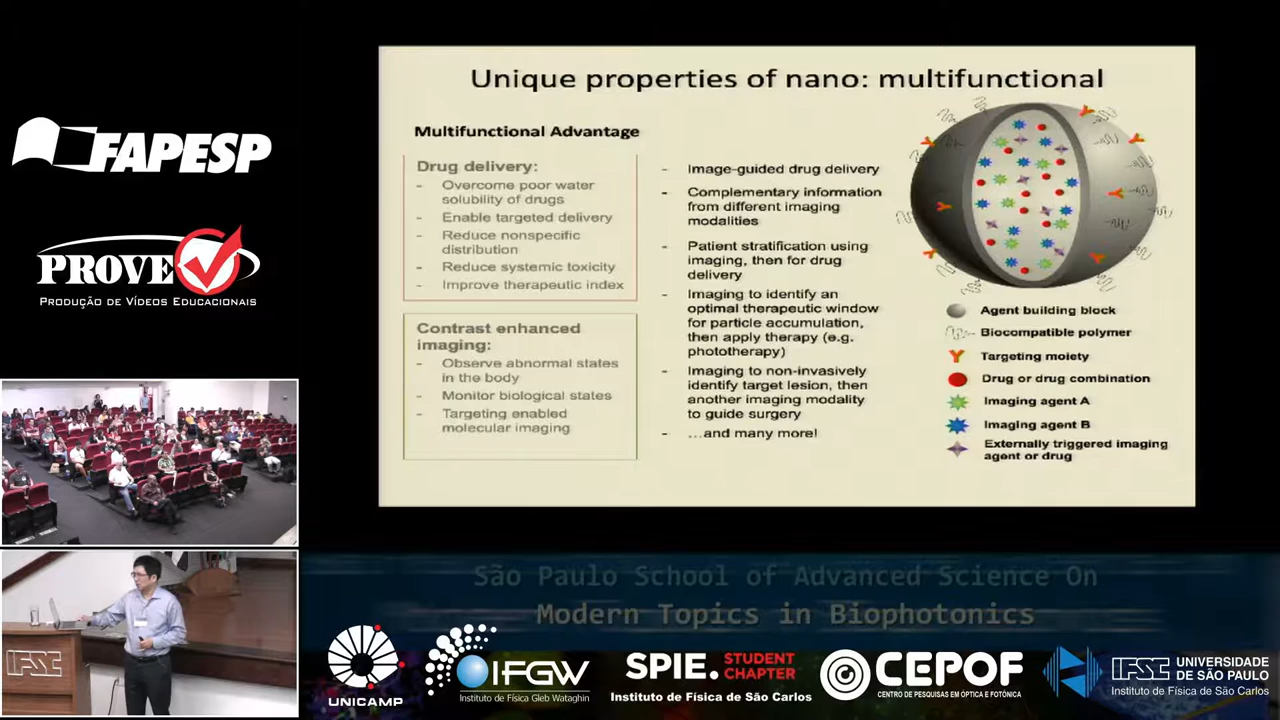 FAPESP
PROVE
PRODUÇÃO DE VÍDEOS EDUCACIONAIS
Unique properties of nano: multifunctional
Multifunctional Advantage
Drug delivery:
- Overcome poor water
solubility of drugs
- Enable targeted delivery
- Reduce nonspecific
distribution
- Reduce systemic toxicity
- Improve therapeutic index
Contrast enhanced
imaging:
- Observe abnormal states
in the body
- Monitor biological states
- Targeting enabled
molecular imaging
- Image-guided drug delivery
- Complementary information
from different imaging
modalities
- Patient stratification using
imaging, then for drug
delivery
- Imaging to identify an
optimal therapeutic window
for particle accumulation,
then apply therapy (e.g.
phototherapy)
- Imaging to non-invasively
identify target lesion, then
another imaging modality
to guide surgery
- …and many more!
Agent building block
Biocompatible polymer
Targeting moiety
Drug or drug combination
Imaging agent A
Imaging agent B
Externally triggered imaging
agent or drug
IFSC
São Paulo School of Advanced Science On
Modern Topics in Biophotonics
UNICAMP
IFGW
Instituto de Física Gleb Wataghin
SPIE. STUDENT
CHAPTER
Instituto de Física de São Carlos
CEPOF
CENTRO DE PESQUISAS EM ÓPTICA E FOTÔNICA
IFSC UNIVERSIDADE
DE SÃO PAULO
Instituto de Física de São Carlos